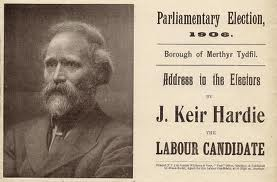 Parliamentary Election,
1906.
Borough of Merthyr Tydfil.
Address to the Electors
BY
J. Keir Hardie
THE
LABOUR CANDIDATE